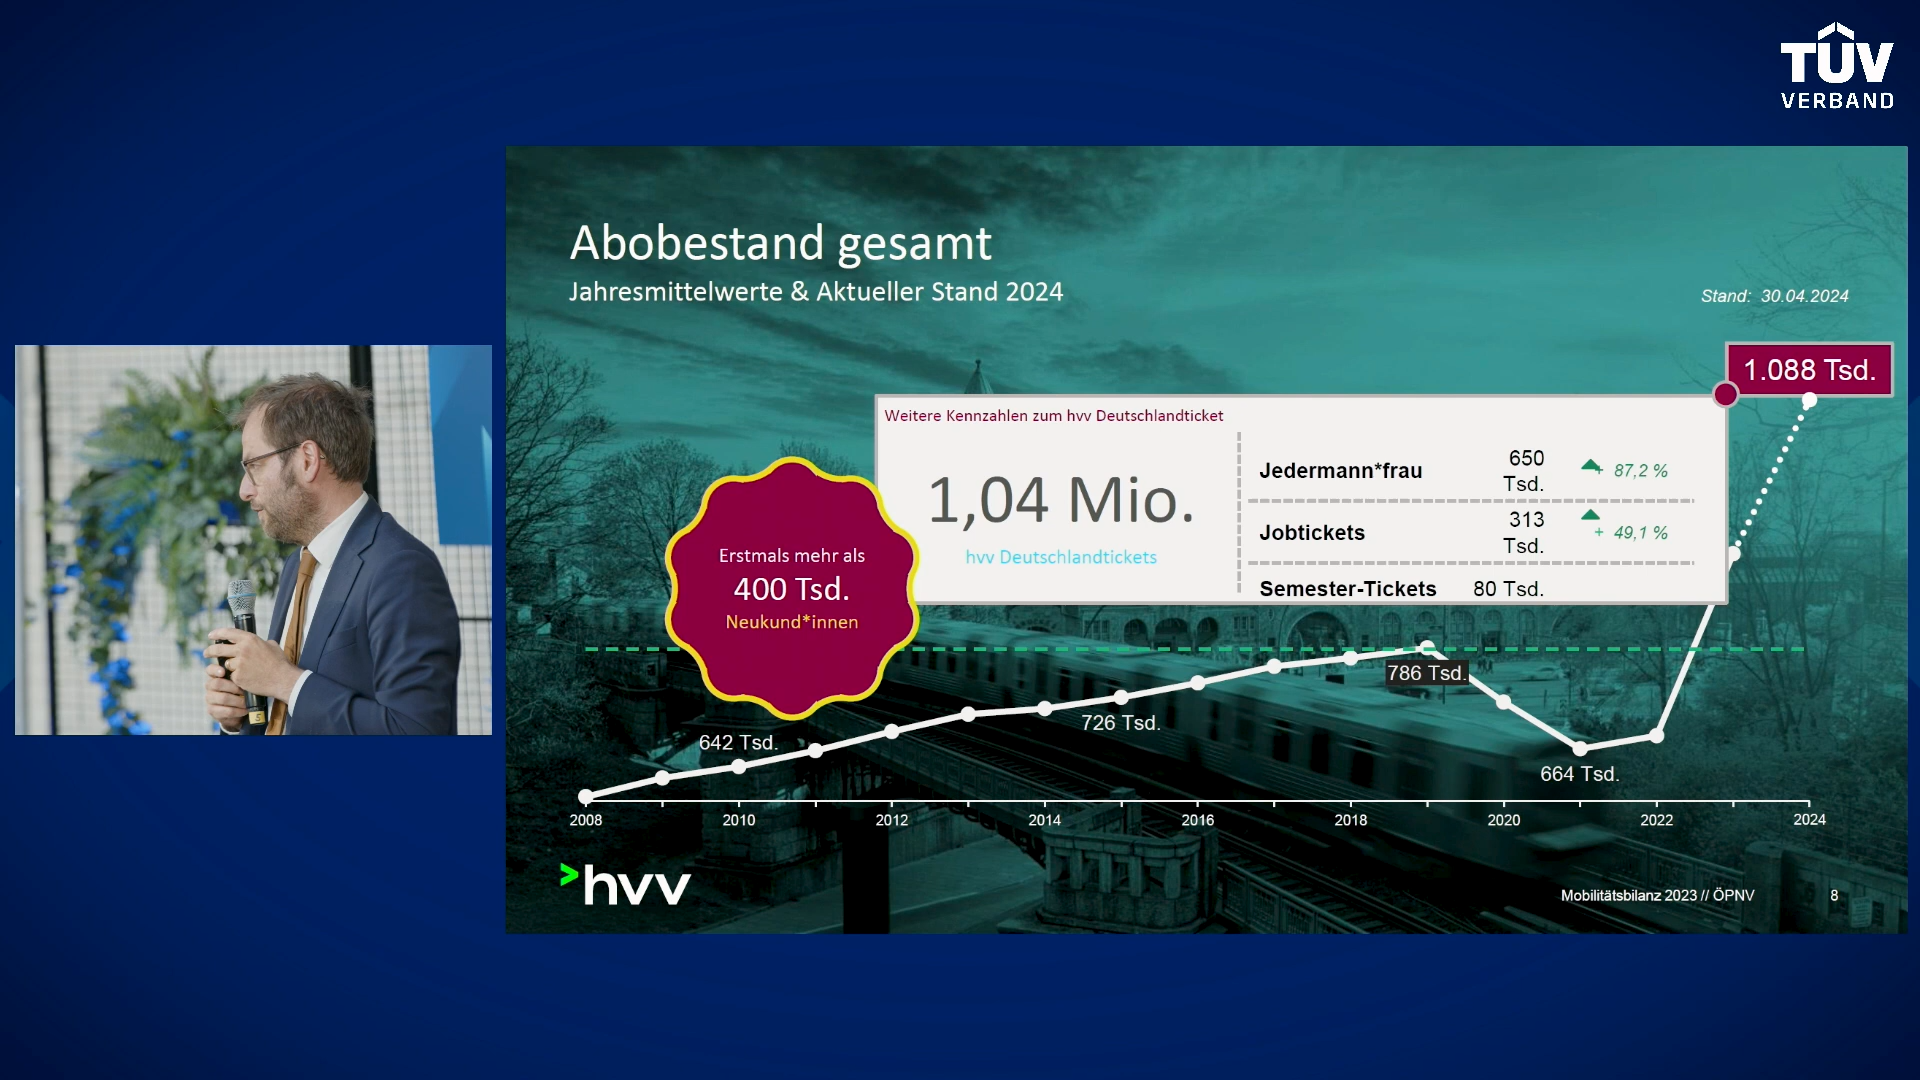 TÜV
VERBAND
Abobestand gesamt
Jahresmittelwerte & Aktueller Stand 2024
Stand: 30.04.2024
1.088 Tsd.
Weitere Kennzahlen zum hvv Deutschlandticket
1,04 Mio.
hvv Deutschlandtickets
Jedermann*frau
650
Tsd.
+ 87,2 %
Jobtickets
313
Tsd.
+ 49,1 %
Semester-Tickets 80 Tsd.
Erstmals mehr als
400 Tsd.
Neukund*innen
642 Tsd.
726 Tsd.
786 Tsd.
664 Tsd.
2008 2010 2012 2014 2016 2018 2020 2022 2024
>hvv
Mobilitätsbilanz 2023 // ÖPNV 8